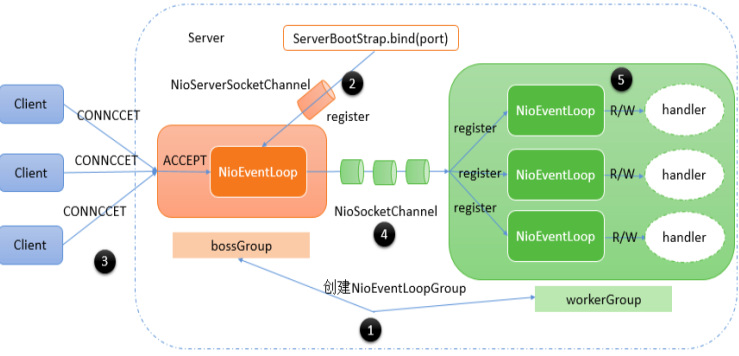 Server
ServerBootStrap.bind(port)
2
NioServerSocketChannel
register
Client
CONNCCET
Client
CONNCCET
Client
CONNCCET
3
ACCEPT
NioEventLoop
bossGroup
NioSocketChannel
4
5
register
NioEventLoop
R/W
handler
register
NioEventLoop
R/W
handler
register
NioEventLoop
R/W
handler
创建NioEventLoopGroup
workerGroup
1